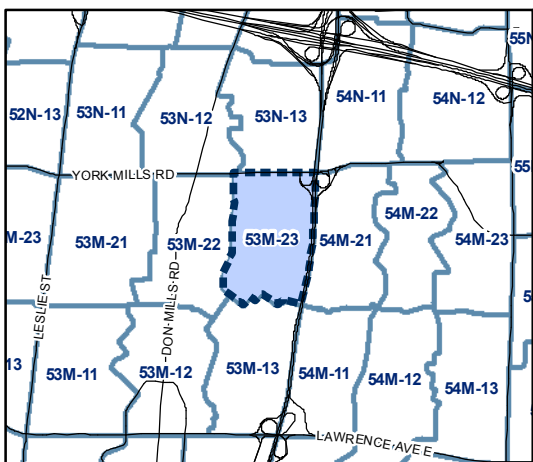 55N
54N-11
54N-12
52N-13
53N-11
53N-12
53N-13
55
YORK MILLS RD
54M-22
M-23
53M-21
53M-22
53M-23
54M-21
54M-23
5
LESLIE ST
DON MILLS RD
13
53M-11
53M-12
53M-13
54M-11
54M-12
54M-13
LAWRENCE AVE E